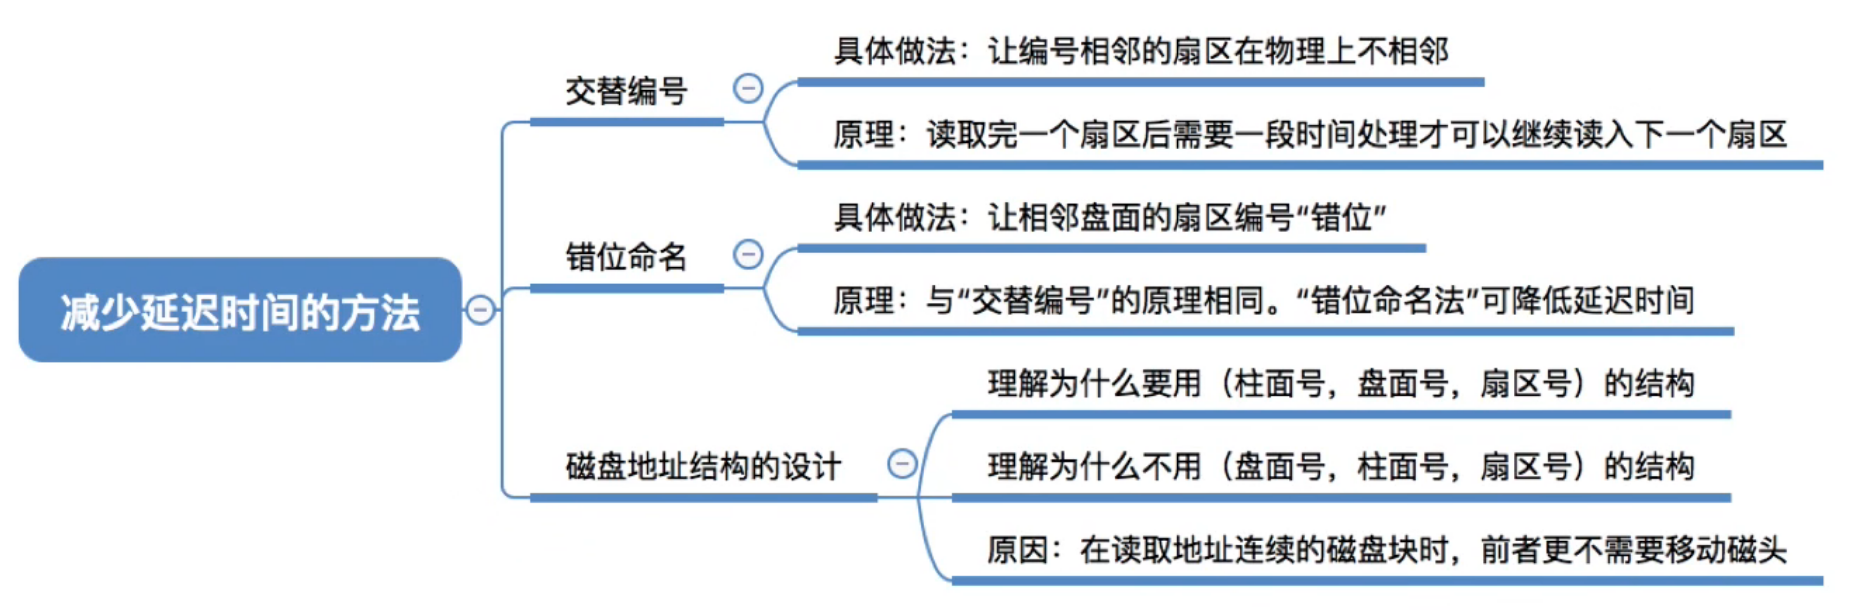 减少延迟时间的方法
交替编号
具体做法：让编号相邻的扇区在物理上不相邻
原理：读取完一个扇区后需要一段时间处理才可以继续读入下一个扇区
错位命名
具体做法：让相邻盘面的扇区编号“错位”
原理：与“交替编号”的原理相同。“错位命名法”可降低延迟时间
磁盘地址结构的设计
理解为什么要用（柱面号，盘面号，扇区号）的结构
理解为什么不用（盘面号，柱面号，扇区号）的结构
原因：在读取地址连续的磁盘块时，前者更不需要移动磁头